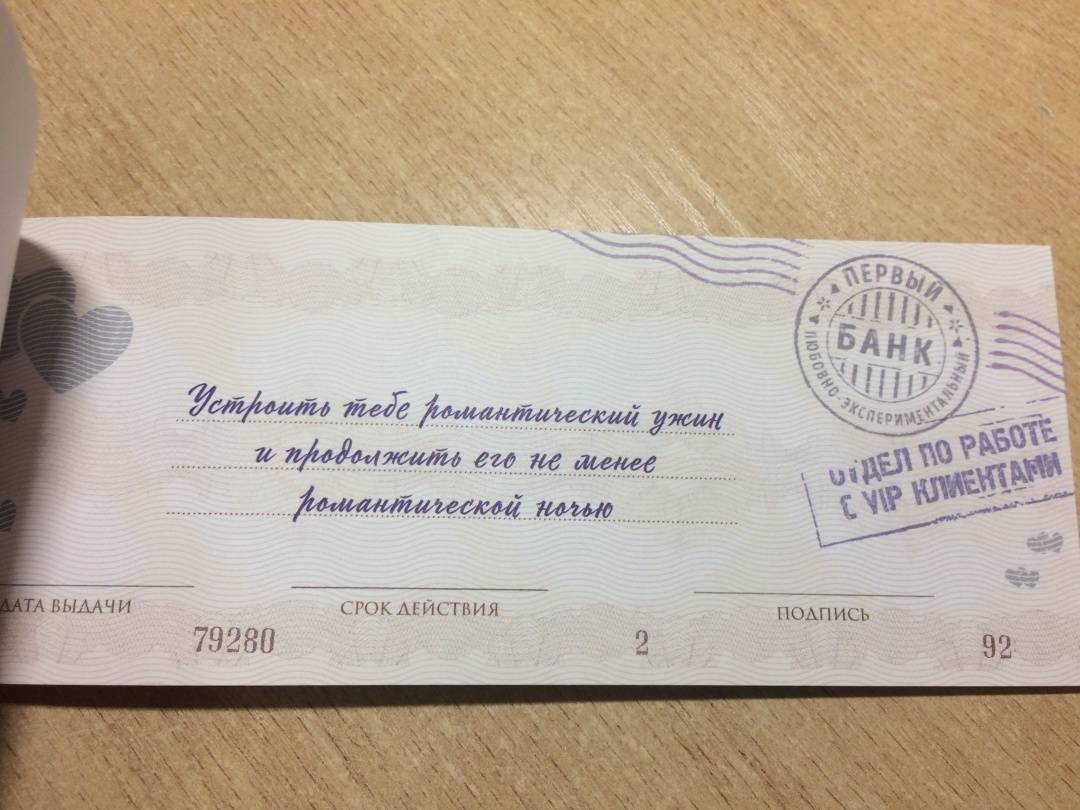 Устроить тебе романтический ужин
и продолжить его не менее
романтической ночью
ПЕРВЫЙ
БАНК
ЛЮБОВНО-ЭКСПЕРИМЕНТАЛЬНЫЙ
ОТДЕЛ ПО РАБОТЕ
С VIP КЛИЕНТАМИ
ДАТА ВЫДАЧИ
СРОК ДЕЙСТВИЯ
ПОДПИСЬ
79280
2
92